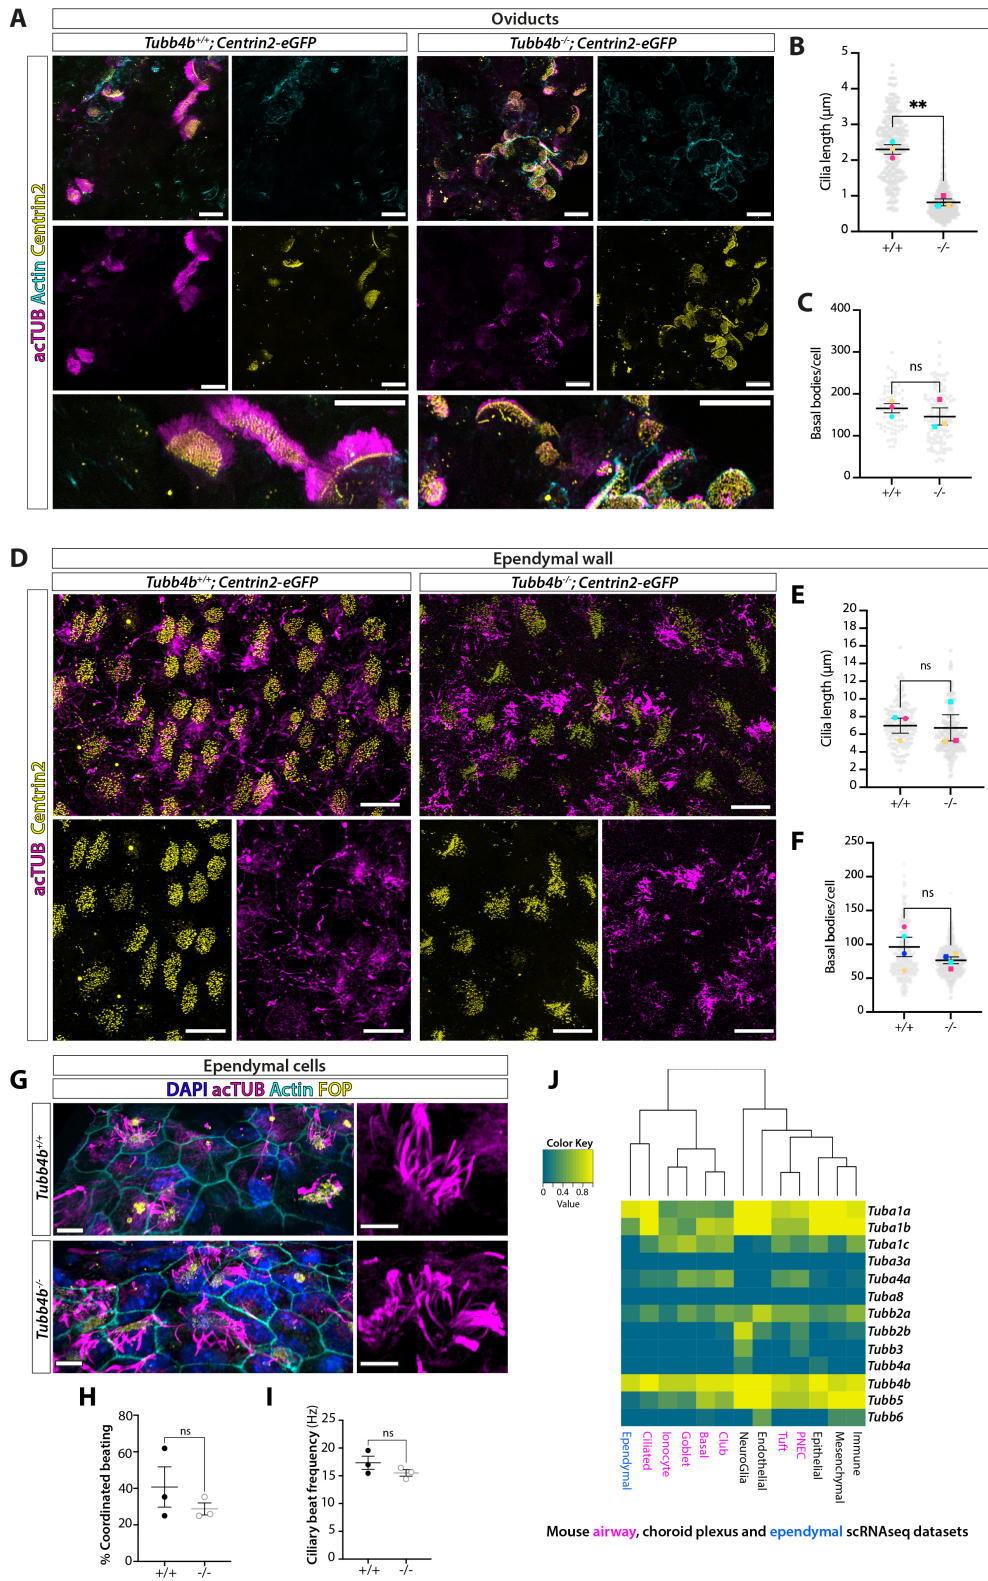 A
Oviducts
Tubb4b+/+; Centrin2-eGFP
Tubb4b-/-; Centrin2-eGFP
acTUB Actin Centrin2
B
Cilia length (µm)
5
4
3
2
1
0
**
+/+
-/-
C
Basal bodies/cell
400
300
200
100
0
ns
+/+
-/-
D
Ependymal wall
Tubb4b+/+; Centrin2-eGFP
Tubb4b-/-; Centrin2-eGFP
acTUB Centrin2
E
Cilia length (µm)
20
18
16
14
12
10
8
6
4
2
0
ns
+/+
-/-
F
Basal bodies/cell
250
200
150
100
50
0
ns
+/+
-/-
G
Ependymal cells
DAPI acTUB Actin FOP
Tubb4b+/+
Tubb4b-/-
H
% Coordinated beating
80
60
40
20
0
ns
+/+
-/-
I
Ciliary beat frequency (Hz)
25
20
15
10
5
0
ns
+/+
-/-
J
Color Key
0 0.4 0.8
Value
Tuba1a
Tuba1b
Tuba1c
Tuba3a
Tuba4a
Tuba8
Tubb2a
Tubb2b
Tubb3
Tubb4a
Tubb4b
Tubb5
Tubb6
Ependymal
Ciliated
Ionocyte
Goblet
Basal
Club
NeuroGlia
Endothelial
Tuft
PNEC
Epithelial
Mesenchymal
Immune
Mouse airway, choroid plexus and ependymal scRNAseq datasets